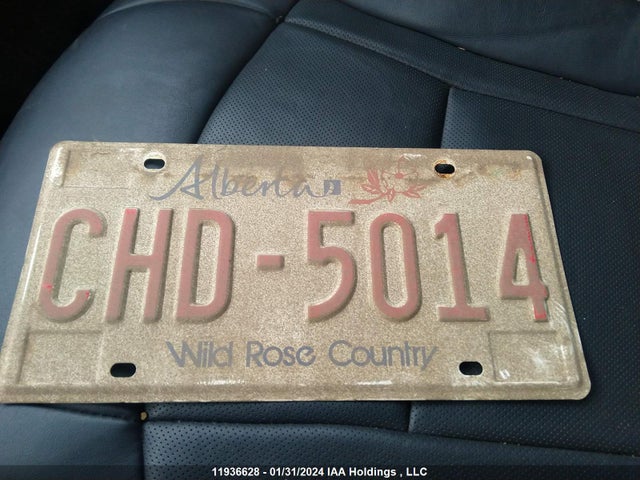 Alberta
CHD-5014
Wild Rose Country
11936628 - 01/31/2024 IAA Holdings , LLC